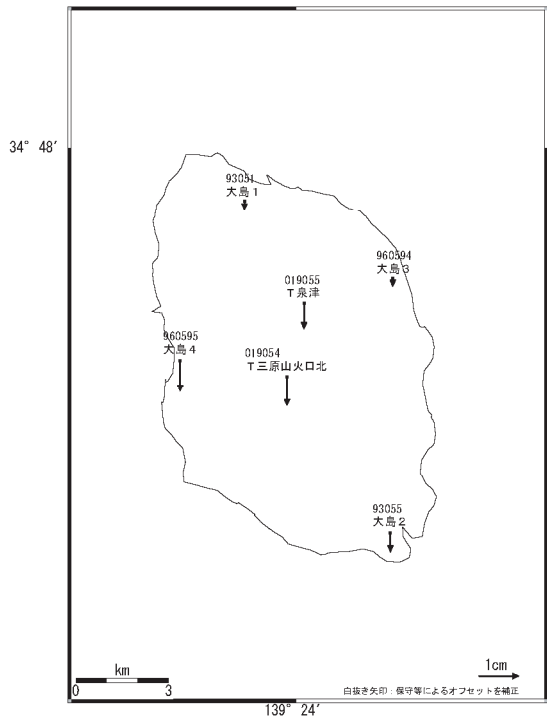 34° 48′
93051
大島１
960594
大島３
019055
Ｔ泉津
960595
大島４
019054
Ｔ三原山火口北
93055
大島２
km
0 3
1cm
白抜き矢印：保守等によるオフセットを補正
139° 24′